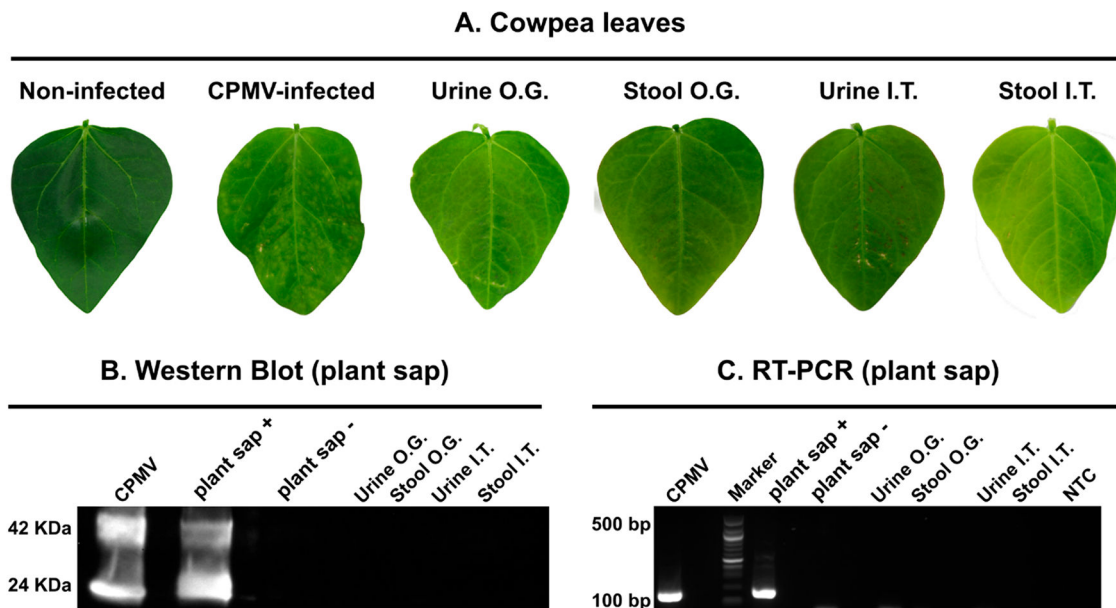 A. Cowpea leaves
Non-infected CPMV-infected Urine O.G. Stool O.G. Urine I.T. Stool I.T.
B. Western Blot (plant sap)
CPMV plant sap + plant sap - Urine O.G. Stool O.G. Urine I.T. Stool I.T.
42 KDa
24 KDa
C. RT-PCR (plant sap)
CPMV Marker plant sap + plant sap - Urine O.G. Stool O.G. Urine I.T. Stool I.T. NTC
500 bp
100 bp